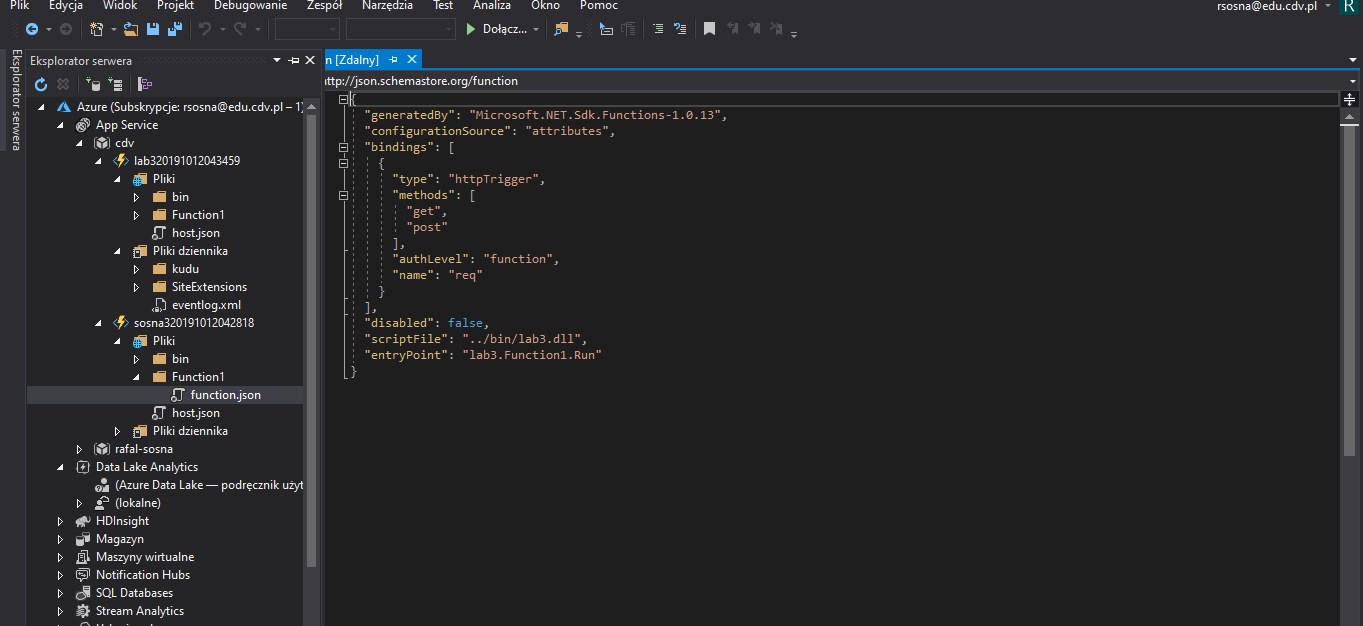 Plik Edycja Widok Projekt Debugowanie Zespół Narzędzia Test Analiza Okno Pomoc rsosna@edu.cdv.pl R
Dołącz...
Eksplorator serwera
Eksplorator serwera
n [Zdalny]
http://json.schemastore.org/function
Azure (Subskrypcje: rsosna@edu.cdv.pl – 1)
App Service
cdv
lab320191012043459
Pliki
bin
Function1
host.json
Pliki dziennika
kudu
SiteExtensions
eventlog.xml
sosna320191012042818
Pliki
bin
Function1
function.json
host.json
Pliki dziennika
rafal-sosna
Data Lake Analytics
(Azure Data Lake — podręcznik użyt
(lokalne)
HDInsight
Magazyn
Maszyny wirtualne
Notification Hubs
SQL Databases
Stream Analytics
{
"generatedBy": "Microsoft.NET.Sdk.Functions-1.0.13",
"configurationSource": "attributes",
"bindings": [
{
"type": "httpTrigger",
"methods": [
"get",
"post"
],
"authLevel": "function",
"name": "req"
}
],
"disabled": false,
"scriptFile": "../bin/lab3.dll",
"entryPoint": "lab3.Function1.Run"
}